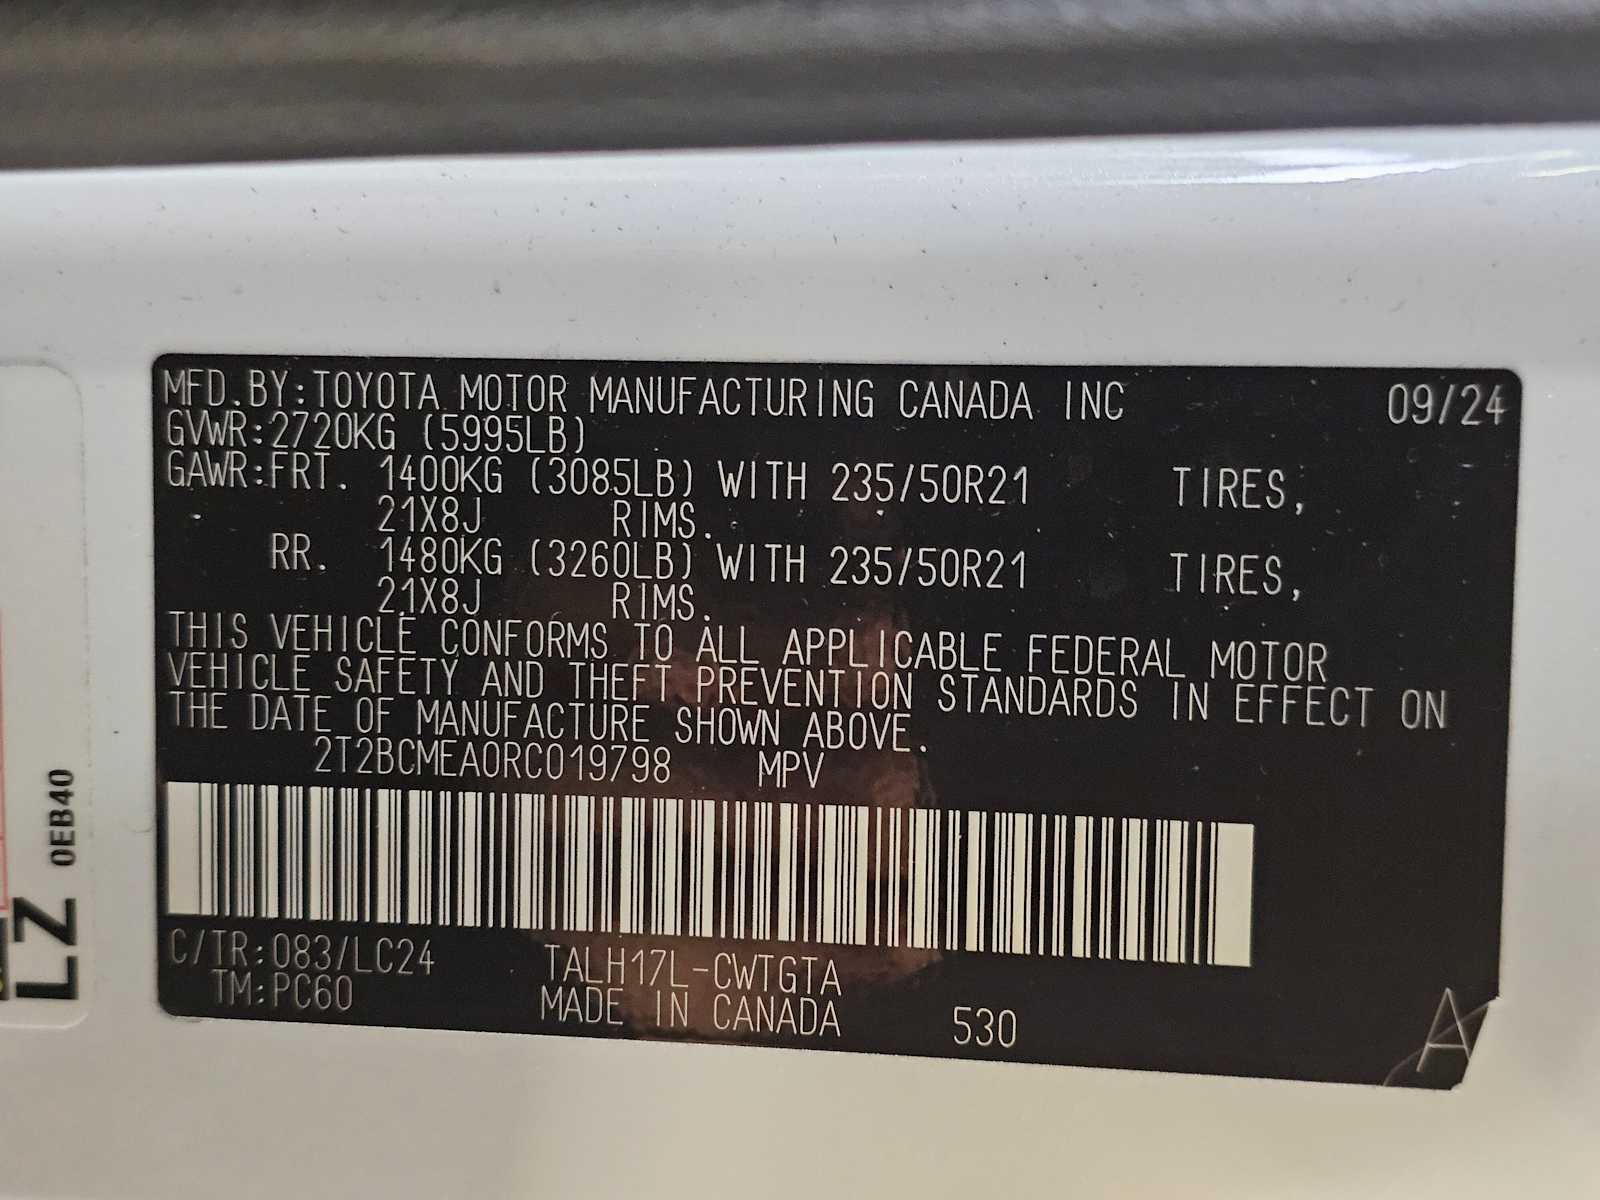 MFD.BY:TOYOTA MOTOR MANUFACTURING CANADA INC 09/24
GVWR:2720KG (5995LB)
GAWR:FRT. 1400KG (3085LB) WITH 235/50R21 TIRES,
21X8J RIMS.
RR. 1480KG (3260LB) WITH 235/50R21 TIRES,
21X8J RIMS.
THIS VEHICLE CONFORMS TO ALL APPLICABLE FEDERAL MOTOR
VEHICLE SAFETY AND THEFT PREVENTION STANDARDS IN EFFECT ON
THE DATE OF MANUFACTURE SHOWN ABOVE.
2T2BCMEA0RC019798 MPV
C/TR:083/LC24 TALH17L-CWTGTA
TM:PC60 MADE IN CANADA 530
A
LZ 0EB40